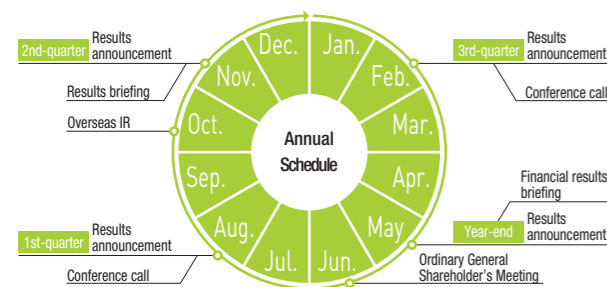 2nd-quarter
Results
announcement
Results briefing
Overseas IR
1st-quarter
Results
announcement
Conference call
Dec.
Jan.
Nov.
Feb.
Oct.
Mar.
Annual
Schedule
Sep.
Apr.
Aug.
May
Jul.
Jun.
3rd-quarter
Results
announcement
Conference call
Financial results
briefing
Year-end
Results
announcement
Ordinary General
Shareholder's Meeting